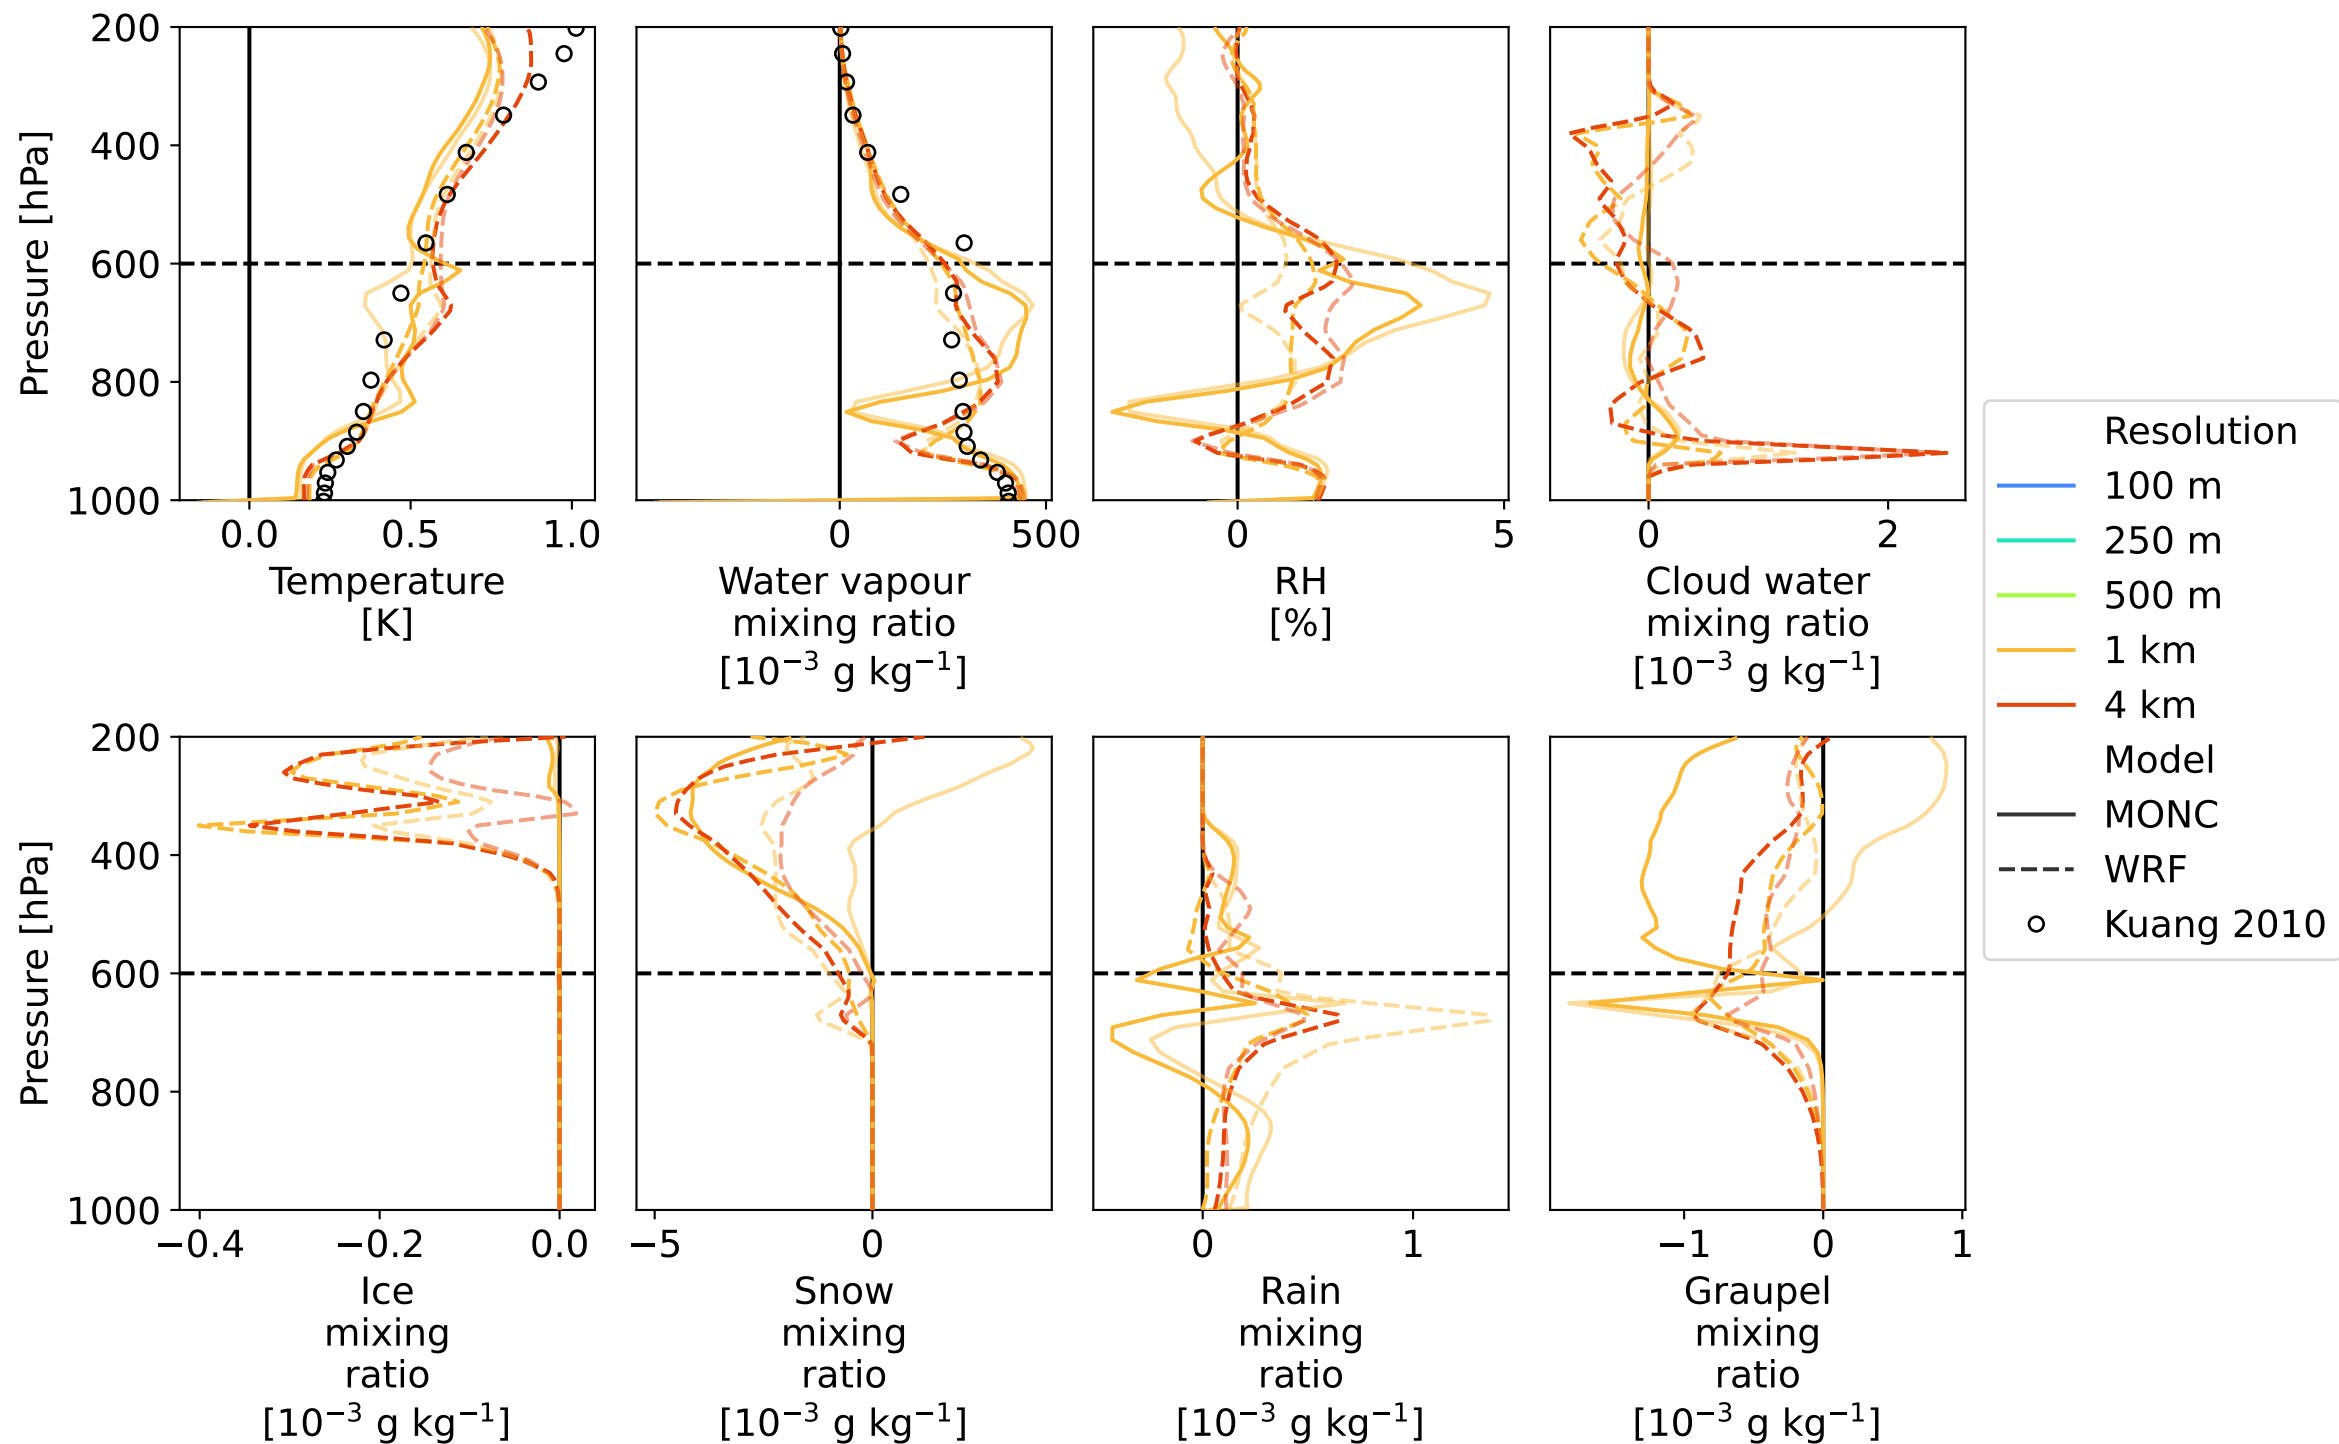 200
400
600
800
1000
Pressure [hPa]
0.0 0.5 1.0
Temperature
[K]
0 500
Water vapour
mixing ratio
[10⁻³ g kg⁻¹]
0 5
RH
[%]
0 2
Cloud water
mixing ratio
[10⁻³ g kg⁻¹]
Resolution
100 m
250 m
500 m
1 km
4 km
Model
MONC
WRF
Kuang 2010
200
400
600
800
1000
Pressure [hPa]
−0.4 −0.2 0.0
Ice
mixing
ratio
[10⁻³ g kg⁻¹]
−5 0
Snow
mixing
ratio
[10⁻³ g kg⁻¹]
0 1
Rain
mixing
ratio
[10⁻³ g kg⁻¹]
−1 0 1
Graupel
mixing
ratio
[10⁻³ g kg⁻¹]